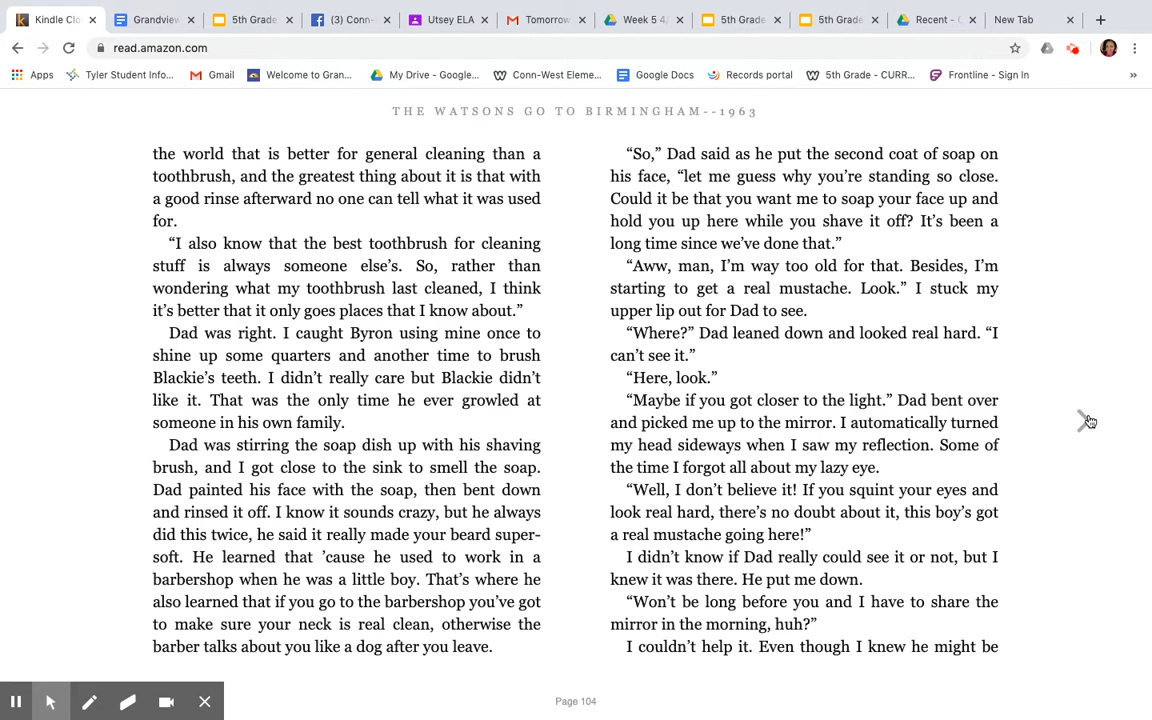 Kindle Clo
Grandview
5th Grade
(3) Conn-
Utsey ELA
Tomorrow
Week 5 4/
5th Grade
5th Grade
Recent -
New Tab
read.amazon.com
Apps
Tyler Student Info...
Gmail
Welcome to Gran...
My Drive - Google...
Conn-West Eleme...
Google Docs
Records portal
5th Grade - CURR...
Frontline - Sign In
»
THE WATSONS GO TO BIRMINGHAM--1963
the world that is better for general cleaning than a
toothbrush, and the greatest thing about it is that with
a good rinse afterward no one can tell what it was used
for.
“I also know that the best toothbrush for cleaning
stuff is always someone else’s. So, rather than
wondering what my toothbrush last cleaned, I think
it’s better that it only goes places that I know about.”
Dad was right. I caught Byron using mine once to
shine up some quarters and another time to brush
Blackie’s teeth. I didn’t really care but Blackie didn’t
like it. That was the only time he ever growled at
someone in his own family.
Dad was stirring the soap dish up with his shaving
brush, and I got close to the sink to smell the soap.
Dad painted his face with the soap, then bent down
and rinsed it off. I know it sounds crazy, but he always
did this twice, he said it really made your beard super-
soft. He learned that ’cause he used to work in a
barbershop when he was a little boy. That’s where he
also learned that if you go to the barbershop you’ve got
to make sure your neck is real clean, otherwise the
barber talks about you like a dog after you leave.
“So,” Dad said as he put the second coat of soap on
his face, “let me guess why you’re standing so close.
Could it be that you want me to soap your face up and
hold you up here while you shave it off? It’s been a
long time since we’ve done that.”
“Aww, man, I’m way too old for that. Besides, I’m
starting to get a real mustache. Look.” I stuck my
upper lip out for Dad to see.
“Where?” Dad leaned down and looked real hard. “I
can’t see it.”
“Here, look.”
“Maybe if you got closer to the light.” Dad bent over
and picked me up to the mirror. I automatically turned
my head sideways when I saw my reflection. Some of
the time I forgot all about my lazy eye.
“Well, I don’t believe it! If you squint your eyes and
look real hard, there’s no doubt about it, this boy’s got
a real mustache going here!”
I didn’t know if Dad really could see it or not, but I
knew it was there. He put me down.
“Won’t be long before you and I have to share the
mirror in the morning, huh?”
I couldn’t help it. Even though I knew he might be
Page 104